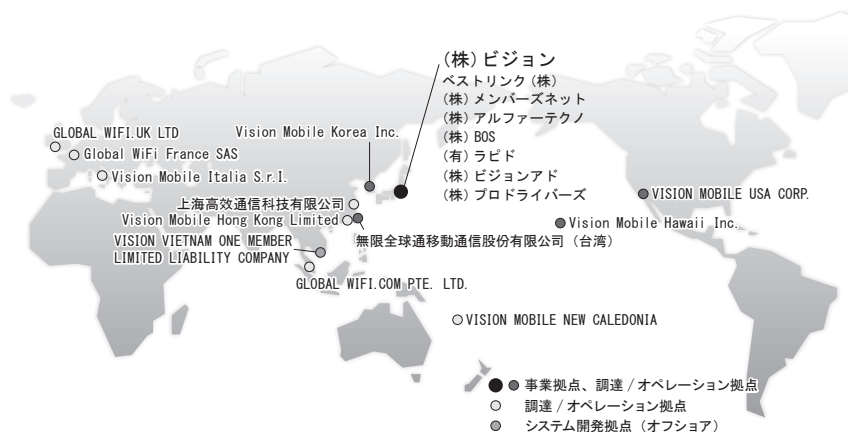 (株)ビジョン
ベストリンク(株)
(株)メンバーズネット
(株)アルファーテクノ
(株)BOS
(有)ラピド
(株)ビジョンアド
(株)プロドライバーズ
GLOBAL WIFI.UK LTD
Global WiFi France SAS
Vision Mobile Italia S.r.l.
Vision Mobile Korea Inc.
上海高效通信科技有限公司
Vision Mobile Hong Kong Limited
無限全球通移動通信股份有限公司(台湾)
VISION VIETNAM ONE MEMBER
LIMITED LIABILITY COMPANY
GLOBAL WIFI.COM PTE. LTD.
VISION MOBILE USA CORP.
Vision Mobile Hawaii Inc.
VISION MOBILE NEW CALEDONIA
事業拠点、調達/オペレーション拠点
調達/オペレーション拠点
システム開発拠点(オフショア)